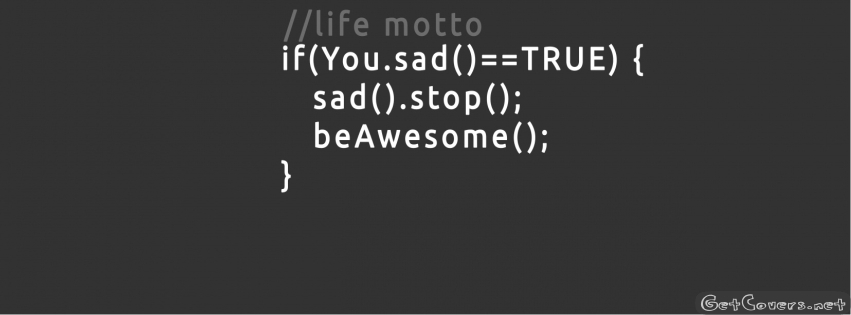 //life motto
if(You.sad()==TRUE) {
    sad().stop();
    beAwesome();
}
GetCovers.net